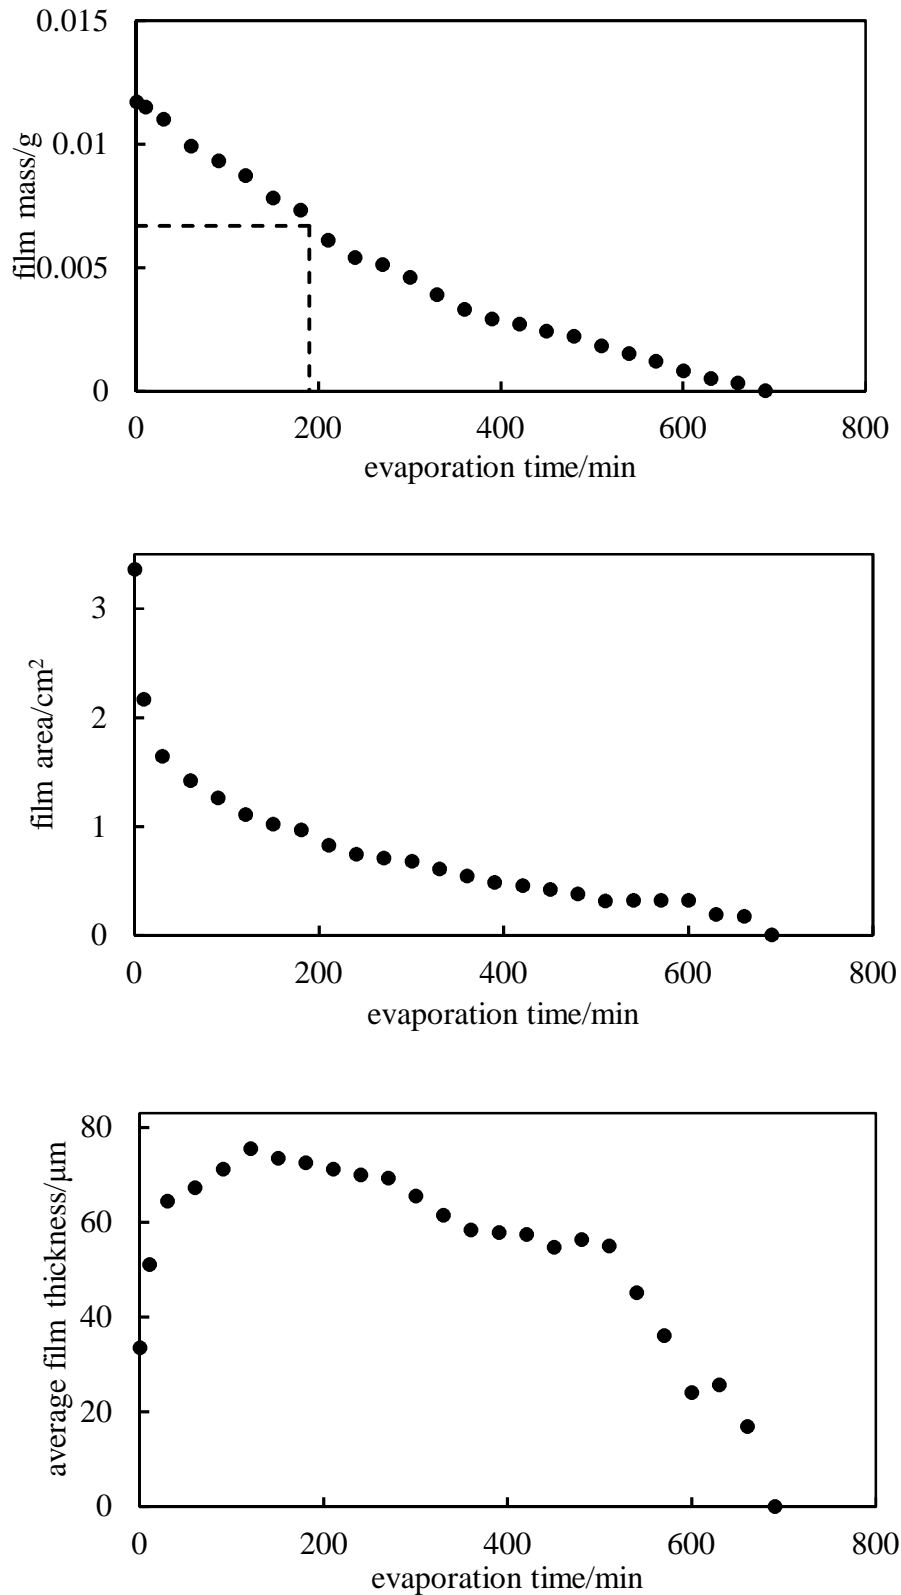 0.015
0.01
0.005
0
film mass/g
0 200 400 600 800
evaporation time/min
3
2
1
0
film area/cm²
0 200 400 600 800
evaporation time/min
80
60
40
20
0
average film thickness/μm
0 200 400 600 800
evaporation time/min